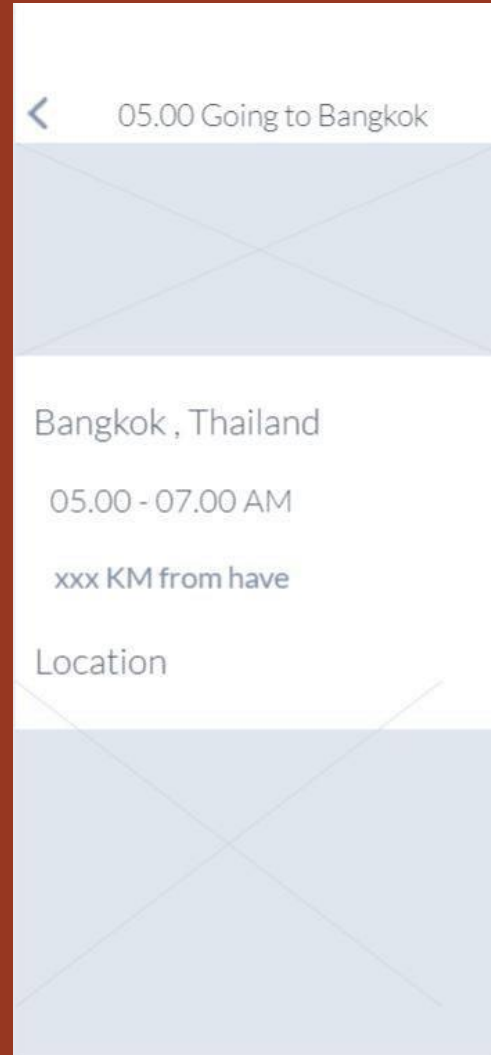 05.00 Going to Bangkok
Bangkok , Thailand
05.00 - 07.00 AM
xxx KM from have
Location